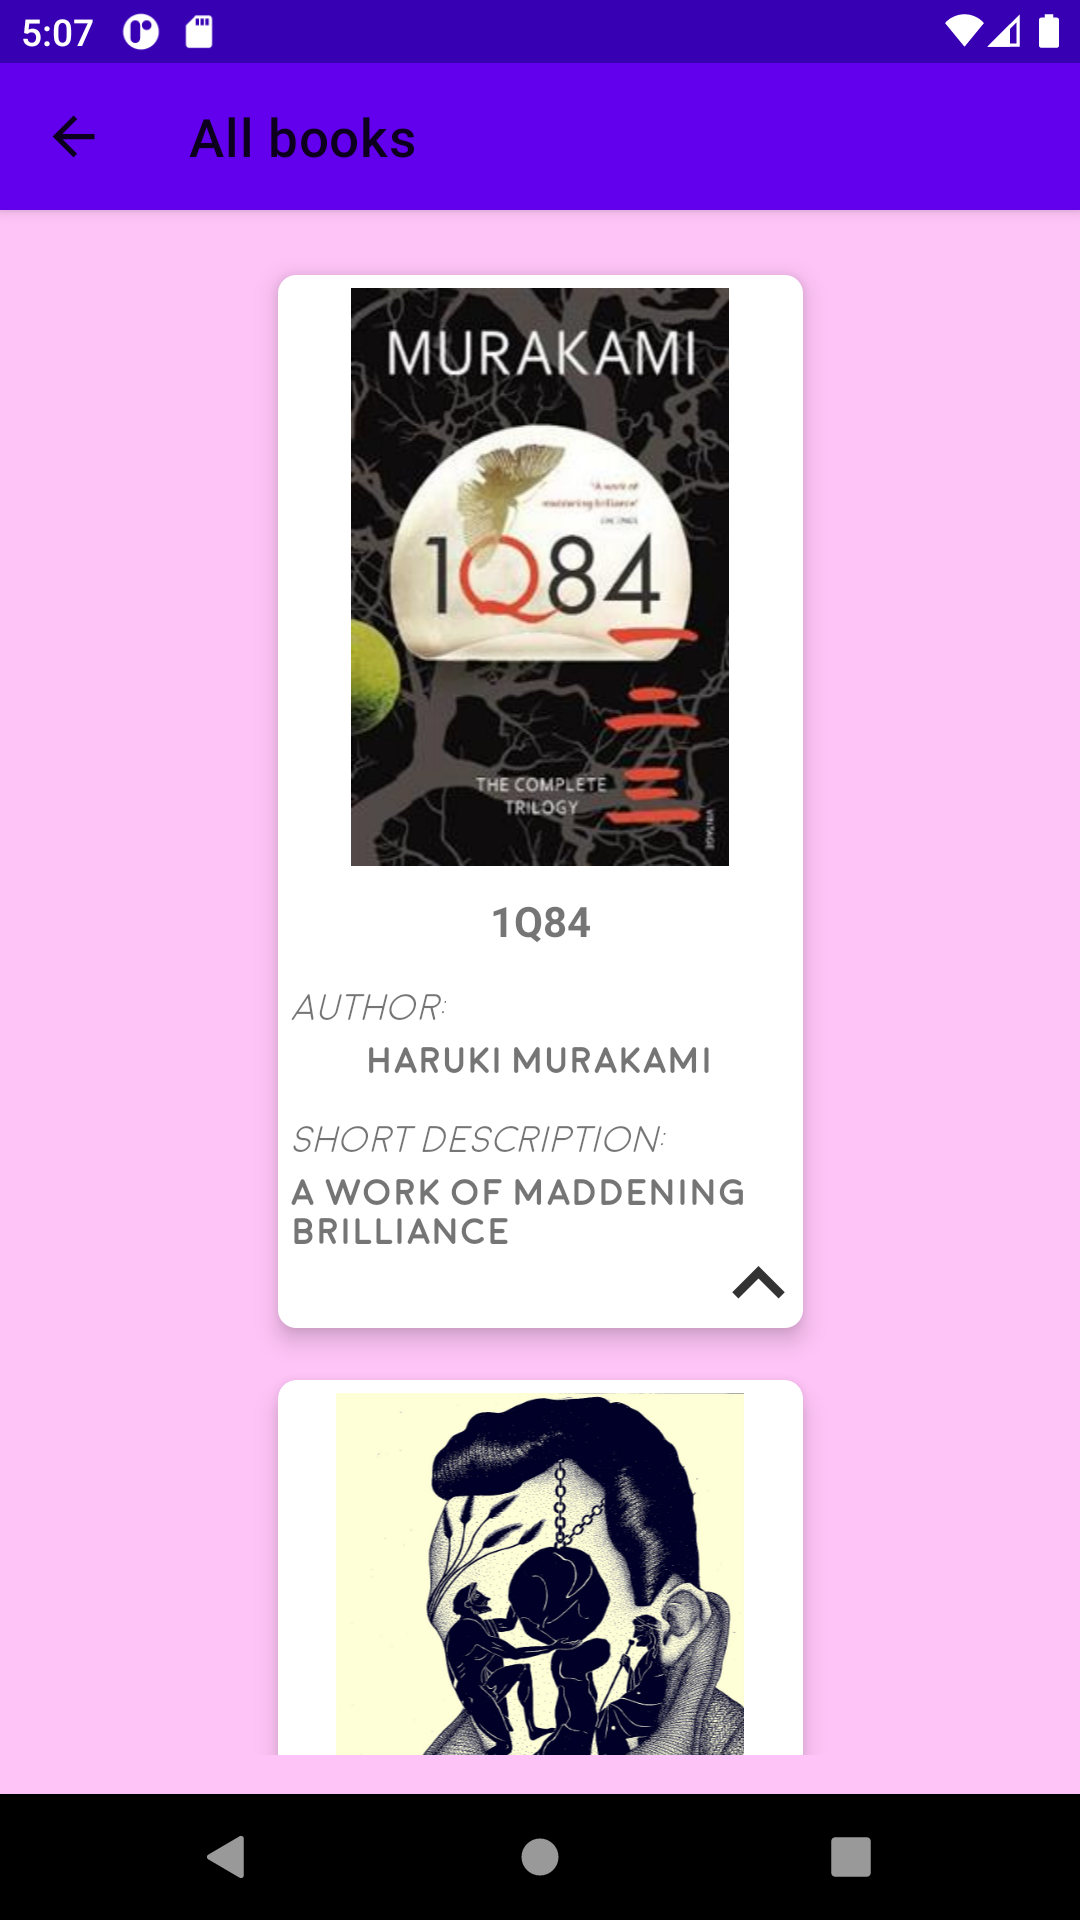 5:07
All books
MURAKAMI
'A work of
maddening brilliance'
1Q84
THE COMPLETE
TRILOGY
VINTAGE
1Q84
AUTHOR:
HARUKI MURAKAMI
SHORT DESCRIPTION:
A WORK OF MADDENING
BRILLIANCE